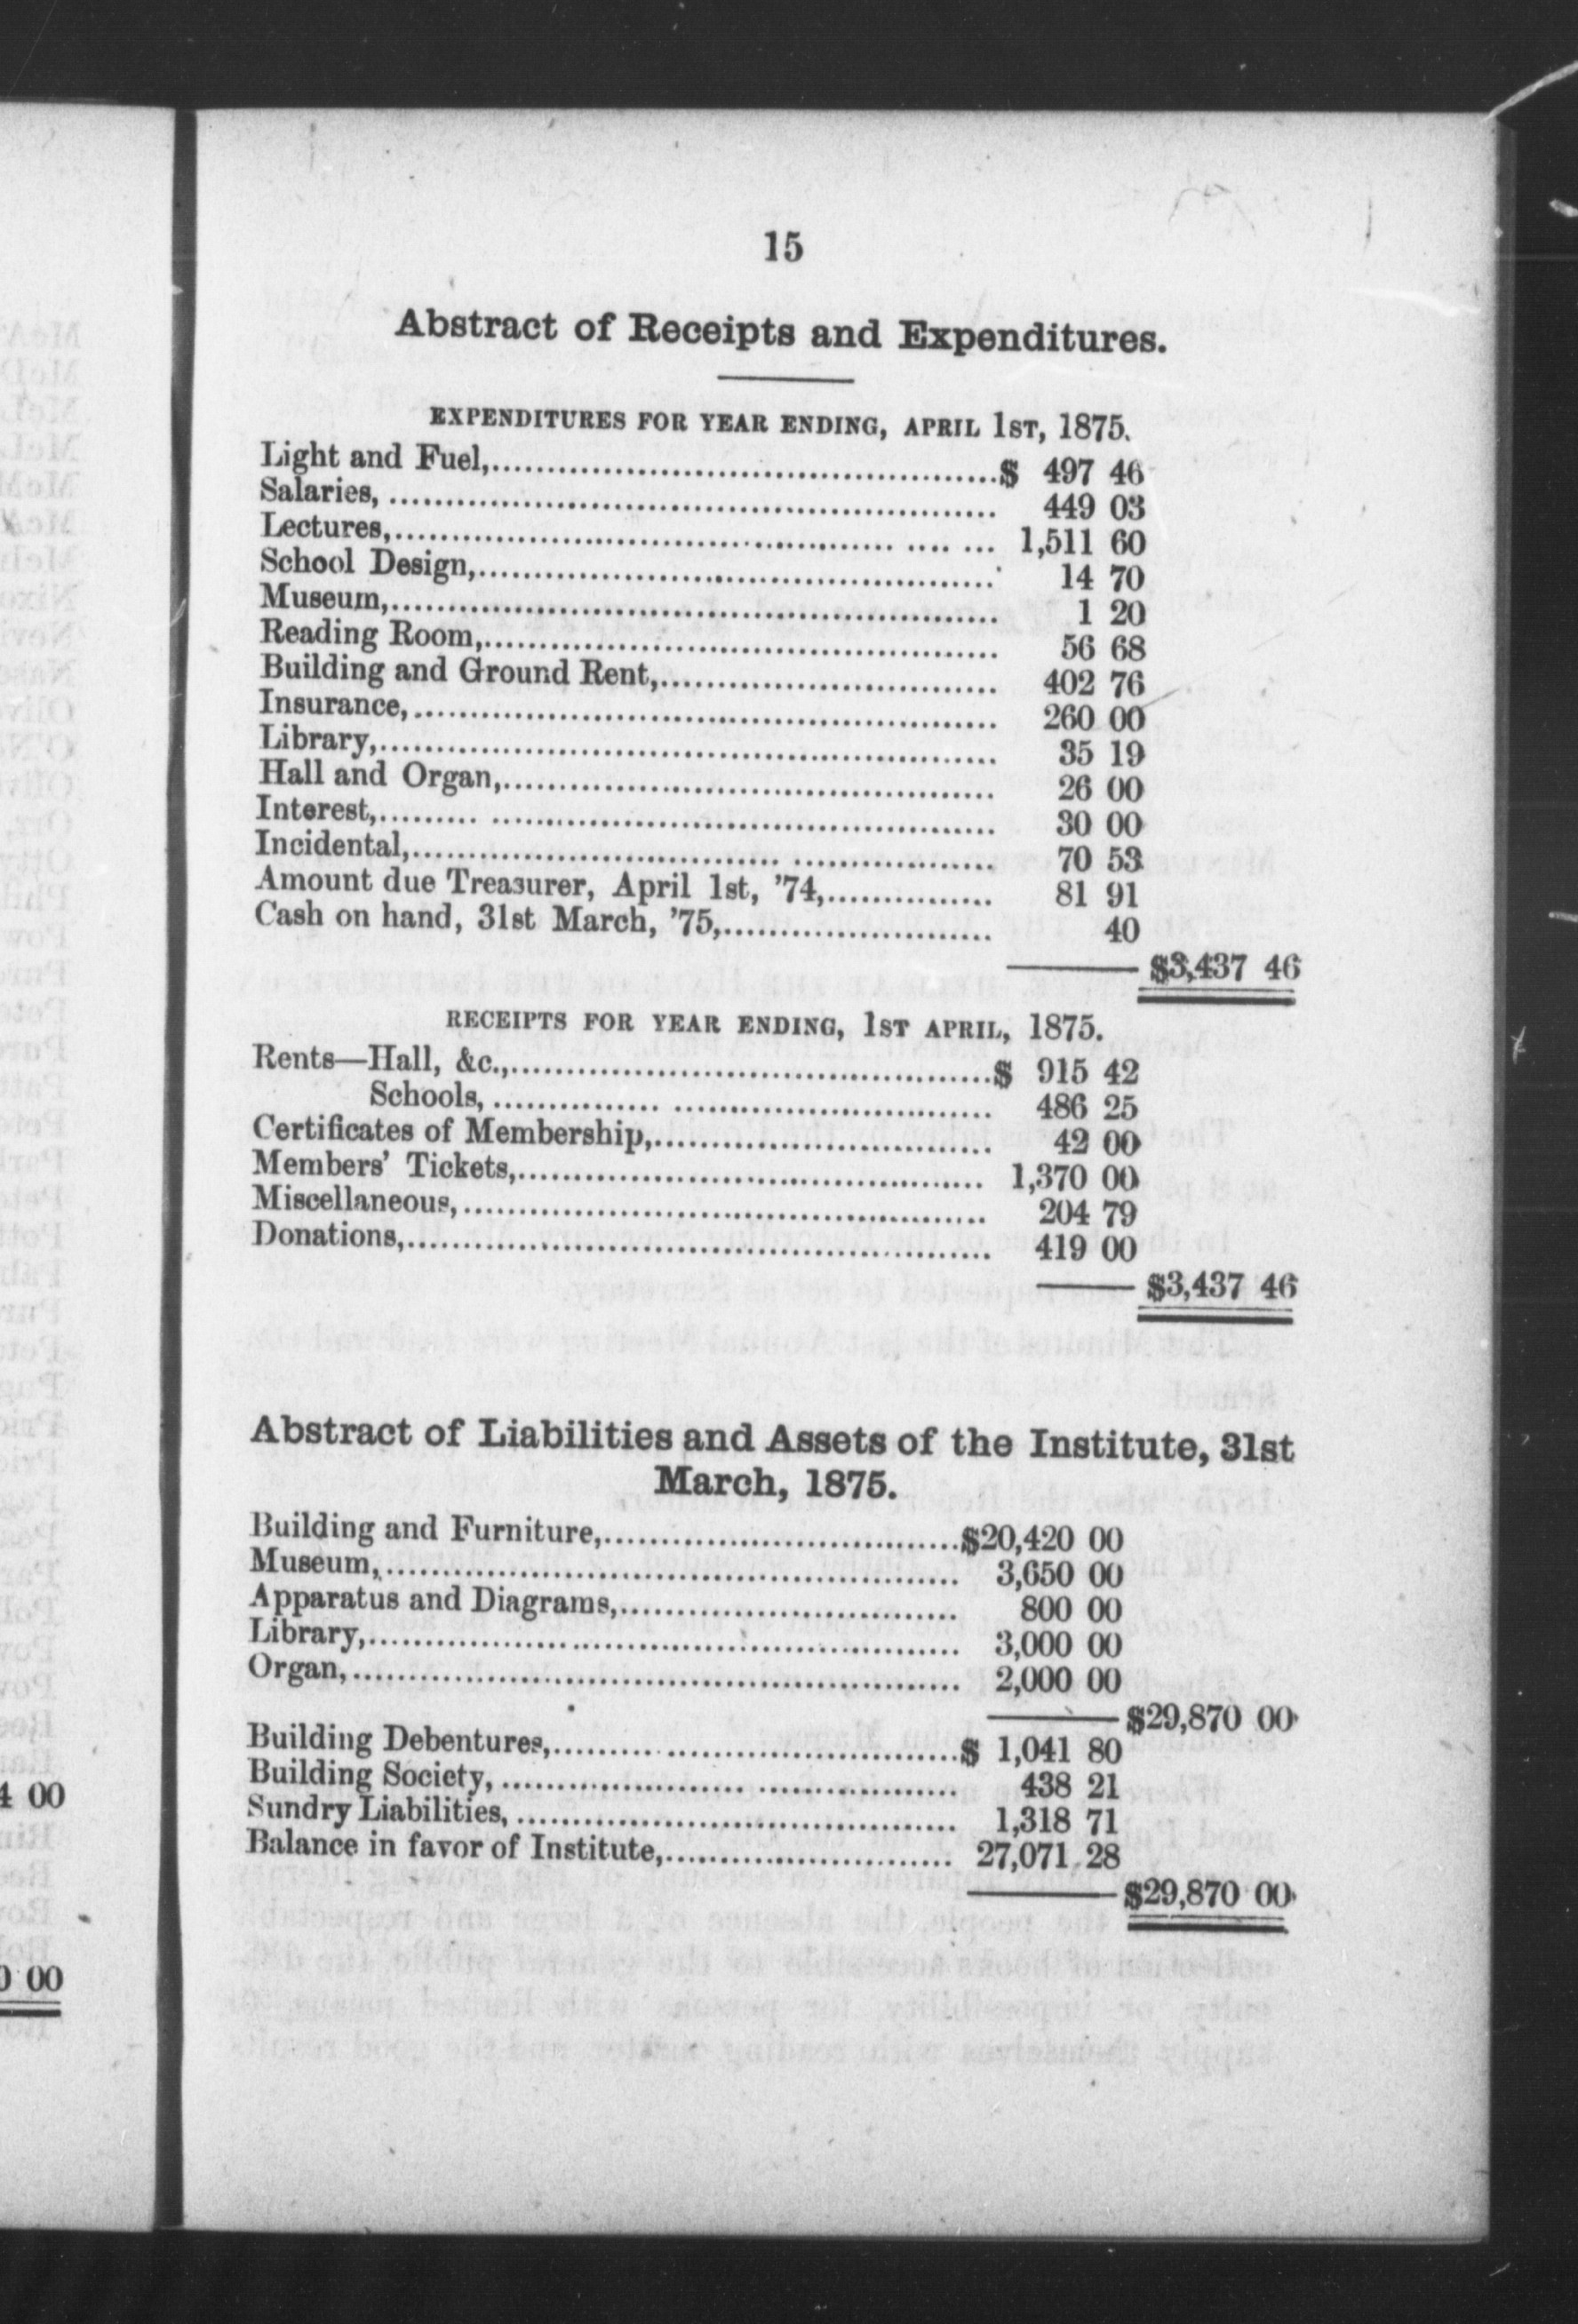 15
Abstract of Receipts and Expenditures.
EXPENDITURES FOR YEAR ENDING, APRIL 1ST, 1875.
Light and Fuel,.....$ 497 46
Salaries, ..... 449 03
Lectures,..... 1,511 60
School Design,..... 14 70
Museum,..... 1 20
Reading Room,..... 56 68
Building and Ground Rent,..... 402 76
Insurance,..... 260 00
Library,..... 35 19
Hall and Organ,..... 26 00
Interest,..... 30 00
Incidental,..... 70 53
Amount due Treasurer, April 1st, '74,..... 81 91
Cash on hand, 31st March, '75,..... 40
$3,437 46
RECEIPTS FOR YEAR ENDING, 1ST APRIL, 1875.
Rents—Hall, &c.,.....$ 915 42
Schools, ..... 486 25
Certificates of Membership,..... 42 00
Members' Tickets,..... 1,370 00
Miscellaneous,..... 204 79
Donations,..... 419 00
$3,437 46
Abstract of Liabilities and Assets of the Institute, 31st
March, 1875.
Building and Furniture,.....$20,420 00
Museum,..... 3,650 00
Apparatus and Diagrams,..... 800 00
Library,..... 3,000 00
Organ,..... 2,000 00
$29,870 00
Building Debentures,.....$ 1,041 80
Building Society, ..... 438 21
Sundry Liabilities, ..... 1,318 71
Balance in favor of Institute,..... 27,071 28
$29,870 00
4 00
0 00